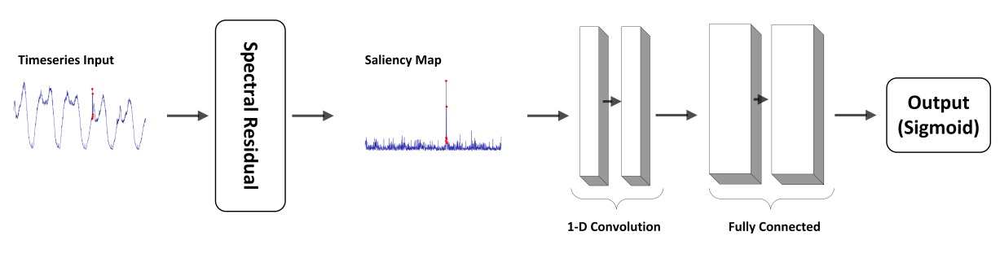 Timeseries Input
Spectral Residual
Saliency Map
1-D Convolution
Fully Connected
Output
(Sigmoid)